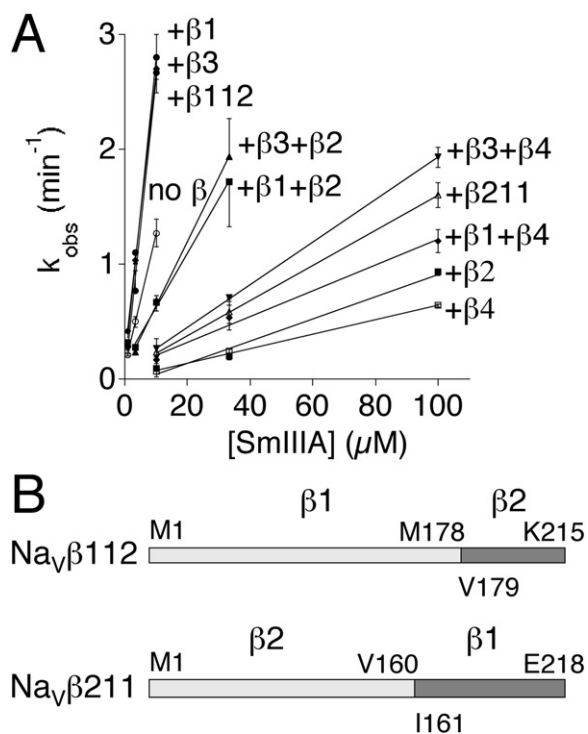 A
3
2
1
0
k_obs (min⁻¹)
+β1
+β3
+β112
no β
+β3+β2
+β1+β2
+β3+β4
+β211
+β1+β4
+β2
+β4
0 20 40 60 80 100
[SmIIIA] (μM)
B
β1 β2
M1 M178 K215
Na_Vβ112
V179
β2 β1
M1 V160 E218
Na_Vβ211
I161